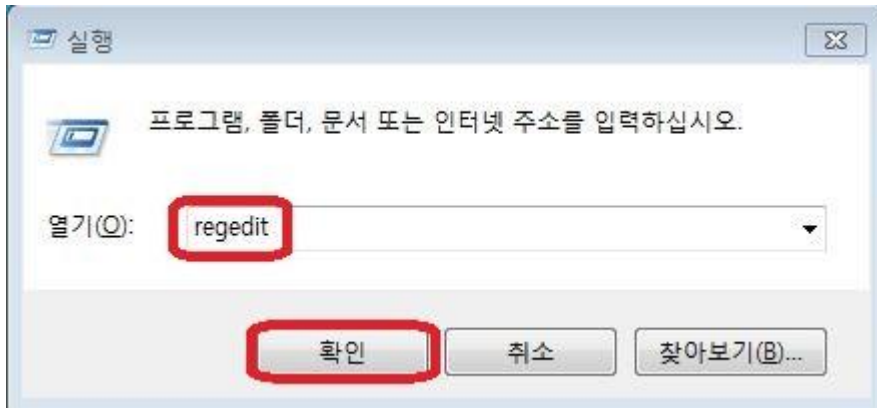 실행
프로그램, 폴더, 문서 또는 인터넷 주소를 입력하십시오.
열기(O): regedit
확인 취소 찾아보기(B)...